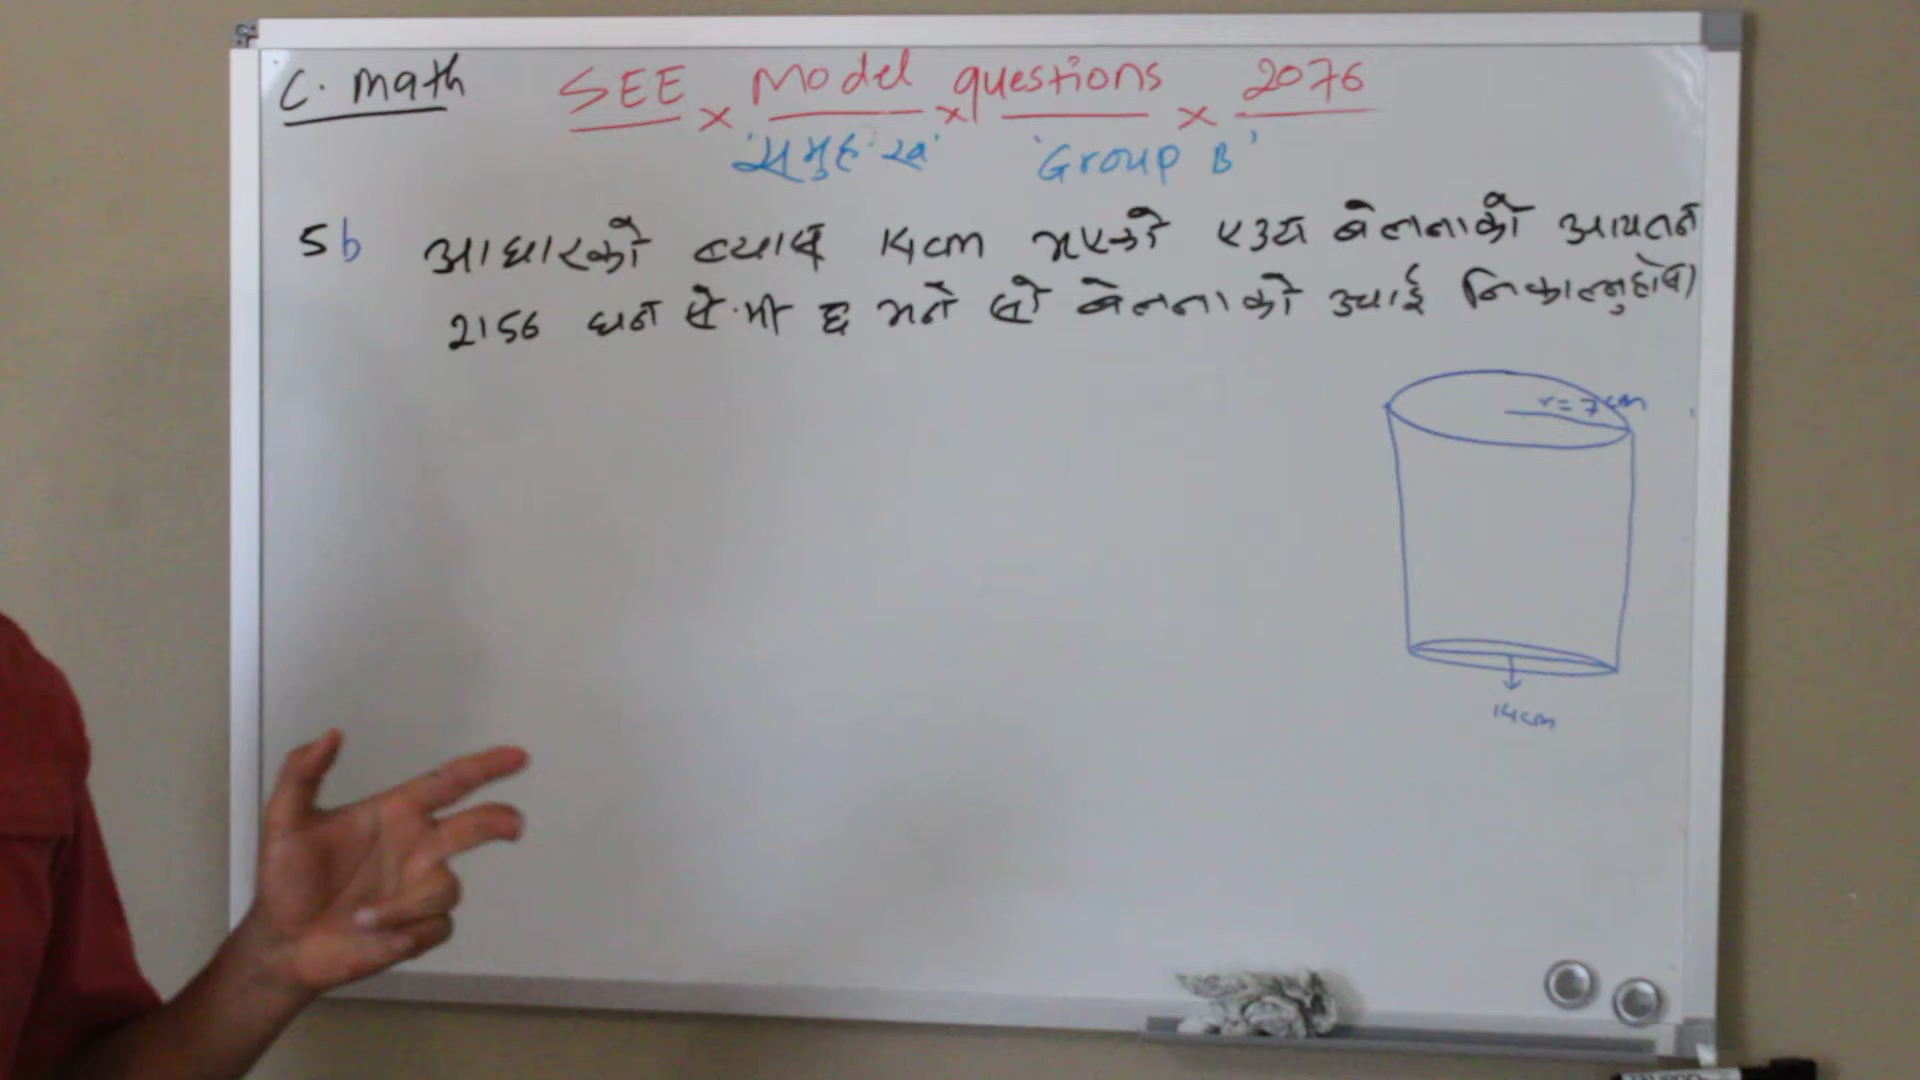 C. Math SEE × Model × questions × 2076
'समुह ख' 'Group B'
5b आधारको व्यास 14cm भएको एउटा बेलनाको आयतन
2156 घन से.मी छ भने सो बेलनाको उचाई निकाल्नुहोस्।
r = 7cm
14cm